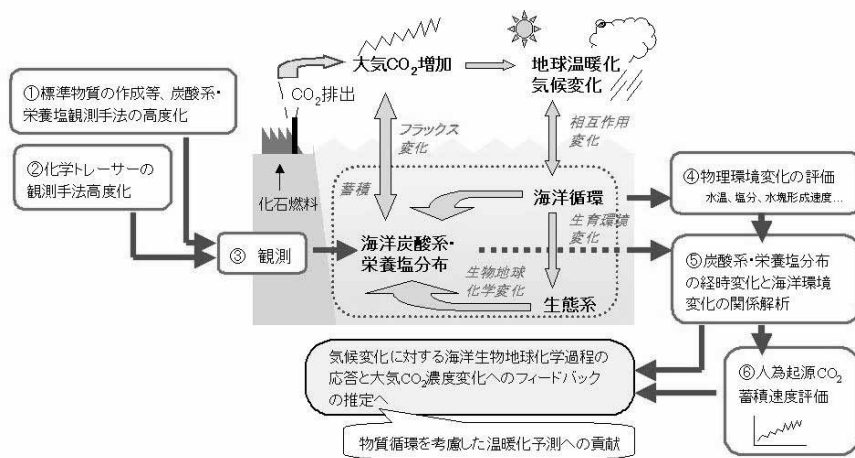 ①標準物質の作成等、炭酸系・
栄養塩観測手法の高度化
②化学トレーサーの
観測手法高度化
③ 観測
化石燃料
CO₂排出
大気CO₂増加
地球温暖化
気候変化
フラックス
変化
蓄積
相互作用
変化
海洋循環
海洋炭酸系・
栄養塩分布
生育環境
変化
生物地球
化学変化
生態系
④物理環境変化の評価
水温、塩分、水塊形成速度…
⑤炭酸系・栄養塩分布
の経時変化と海洋環境
変化の関係解析
⑥人為起源CO₂
蓄積速度評価
気候変化に対する海洋生物地球化学過程の
応答と大気CO₂濃度変化へのフィードバック
の推定へ
物質循環を考慮した温暖化予測への貢献